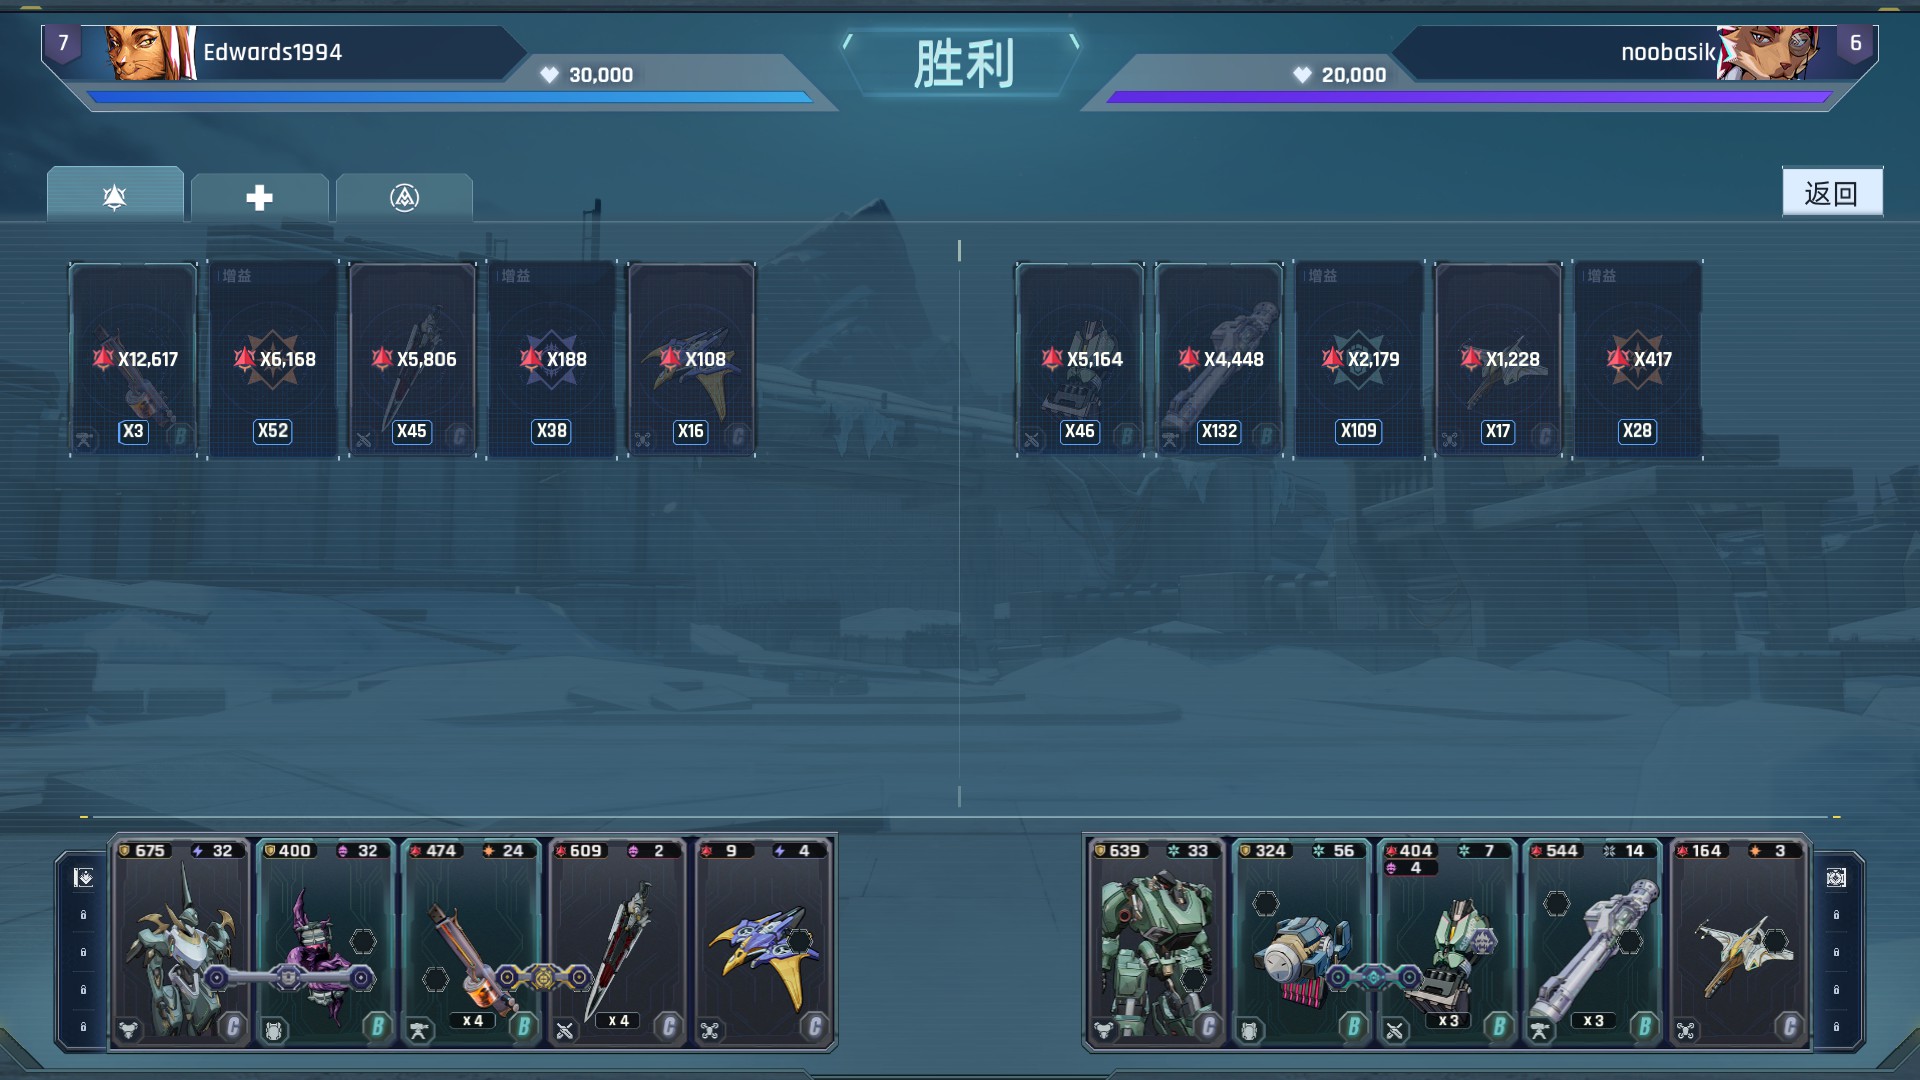 7
Edwards1994
30,000
胜利
20,000
noobasik
6
返回
X12,617
X3
B
增益
X6,168
X52
X5,806
X45
C
增益
X188
X38
X108
X16
C
X5,164
X46
B
X4,448
X132
B
增益
X2,179
X109
X1,228
X17
C
增益
X417
X28
675 32
C
400 32
B
474 24
x4
B
609 2
x4
C
9 4
C
639 33
C
324 56
B
404 7
4
x3
B
544 14
x3
B
164 3
C